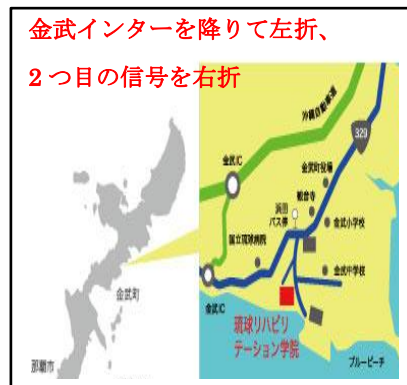 金武インターを降りて左折、
2つ目の信号を右折
沖縄自動車道
329
金武IC
金武町役場
観音寺
浜田
バス停
金武小学校
国立琉球病院
金武中学校
金武町
金武IC
琉球リハビリ
テーション学院
那覇市
ブルービーチ